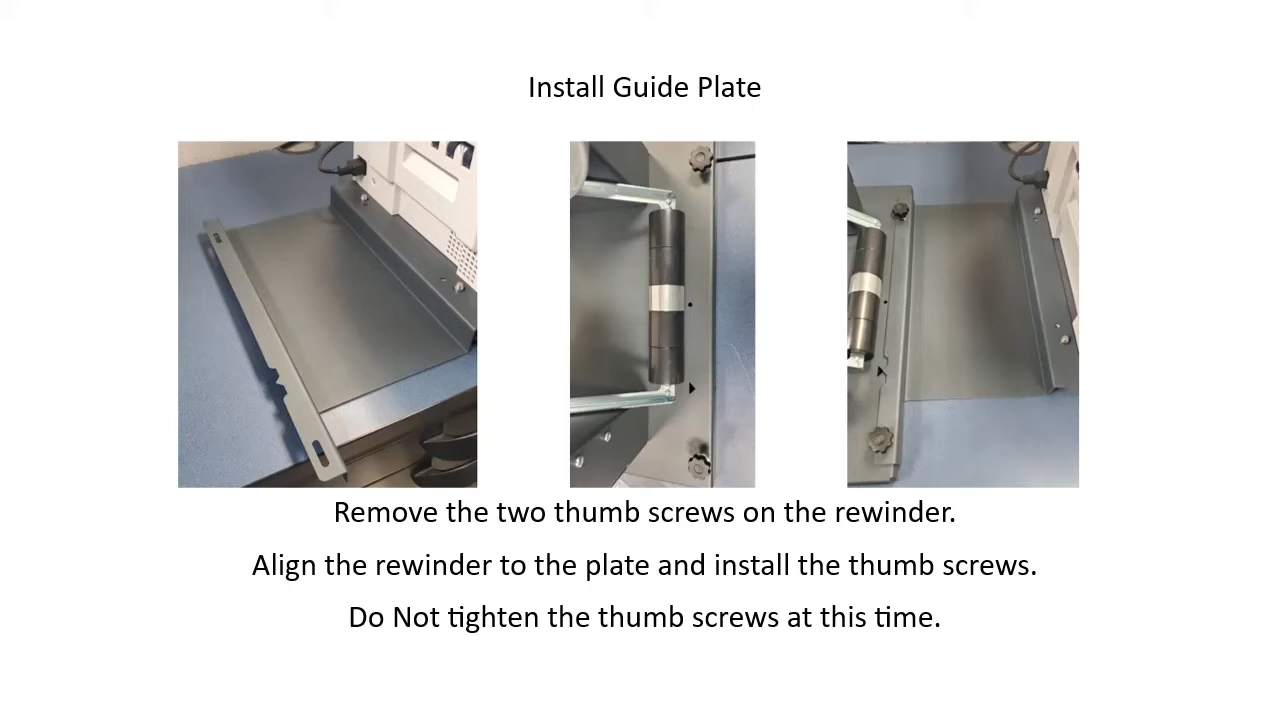 Install Guide Plate
Remove the two thumb screws on the rewinder.
Align the rewinder to the plate and install the thumb screws.
Do Not tighten the thumb screws at this time.